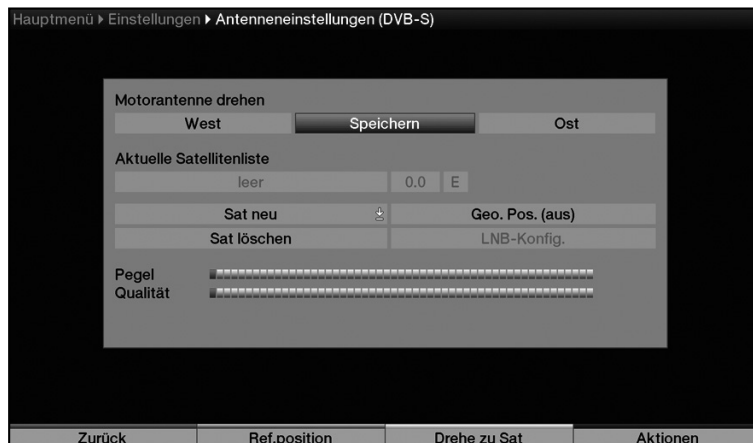 Hauptmenü ▸ Einstellungen ▸ Antenneneinstellungen (DVB-S)
Motorantenne drehen
West Speichern Ost
Aktuelle Satellitenliste
leer 0.0 E
Sat neu Geo. Pos. (aus)
Sat löschen LNB-Konfig.
Pegel
Qualität
Zurück Ref.position Drehe zu Sat Aktionen